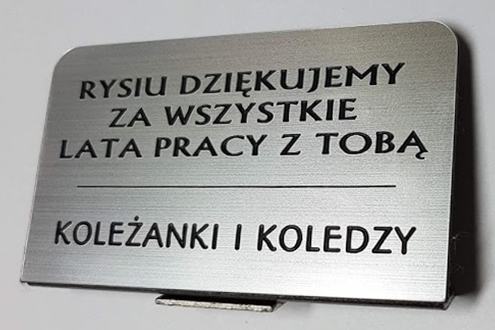 RYSIU DZIĘKUJEMY
ZA WSZYSTKIE
LATA PRACY Z TOBĄ
KOLEŻANKI I KOLEDZY